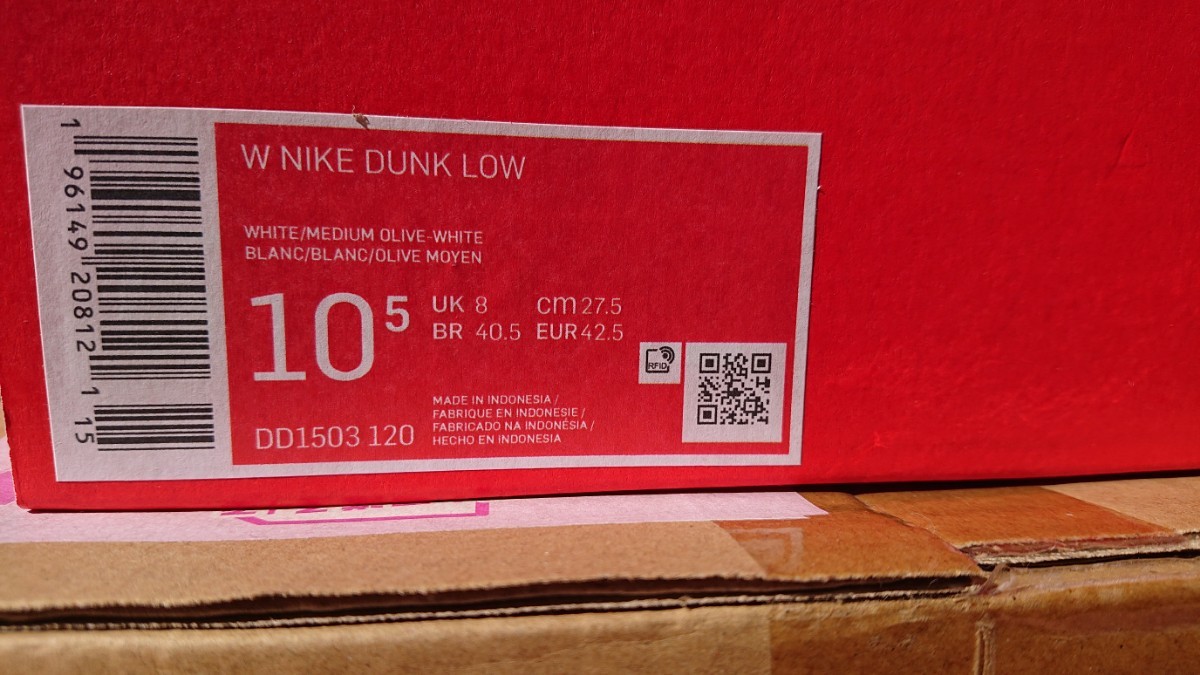 W NIKE DUNK LOW
WHITE/MEDIUM OLIVE-WHITE
BLANC/BLANC/OLIVE MOYEN
10 5
UK 8 cm 27.5
BR 40.5 EUR 42.5
RFID
MADE IN INDONESIA /
FABRIQUE EN INDONESIE /
FABRICADO NA INDONÉSIA /
HECHO EN INDONESIA
DD1503 120
1 96149 20812 1 15